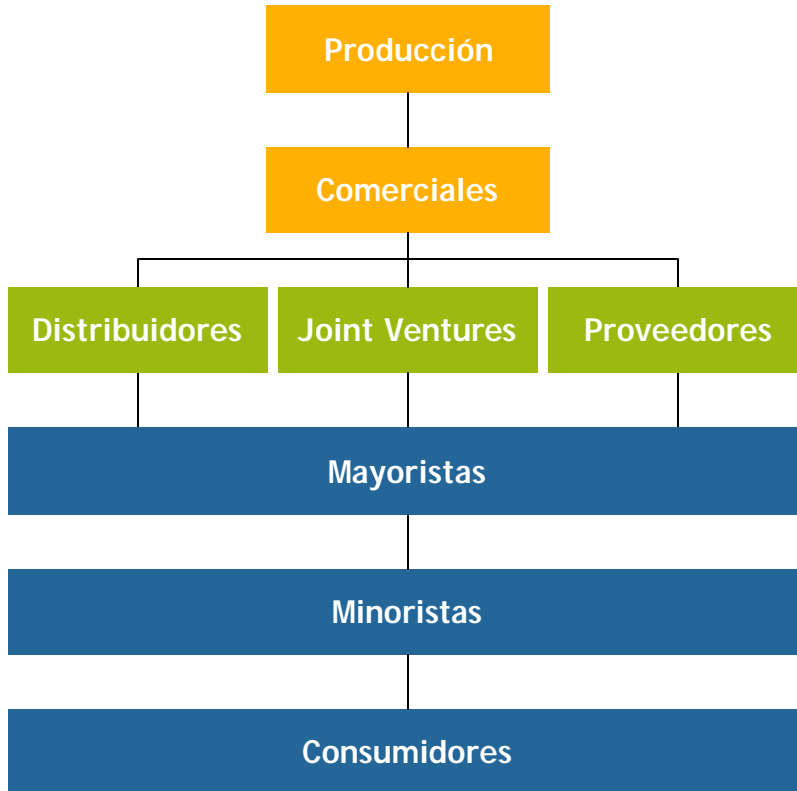 Producción
Comerciales
Distribuidores
Joint Ventures
Proveedores
Mayoristas
Minoristas
Consumidores